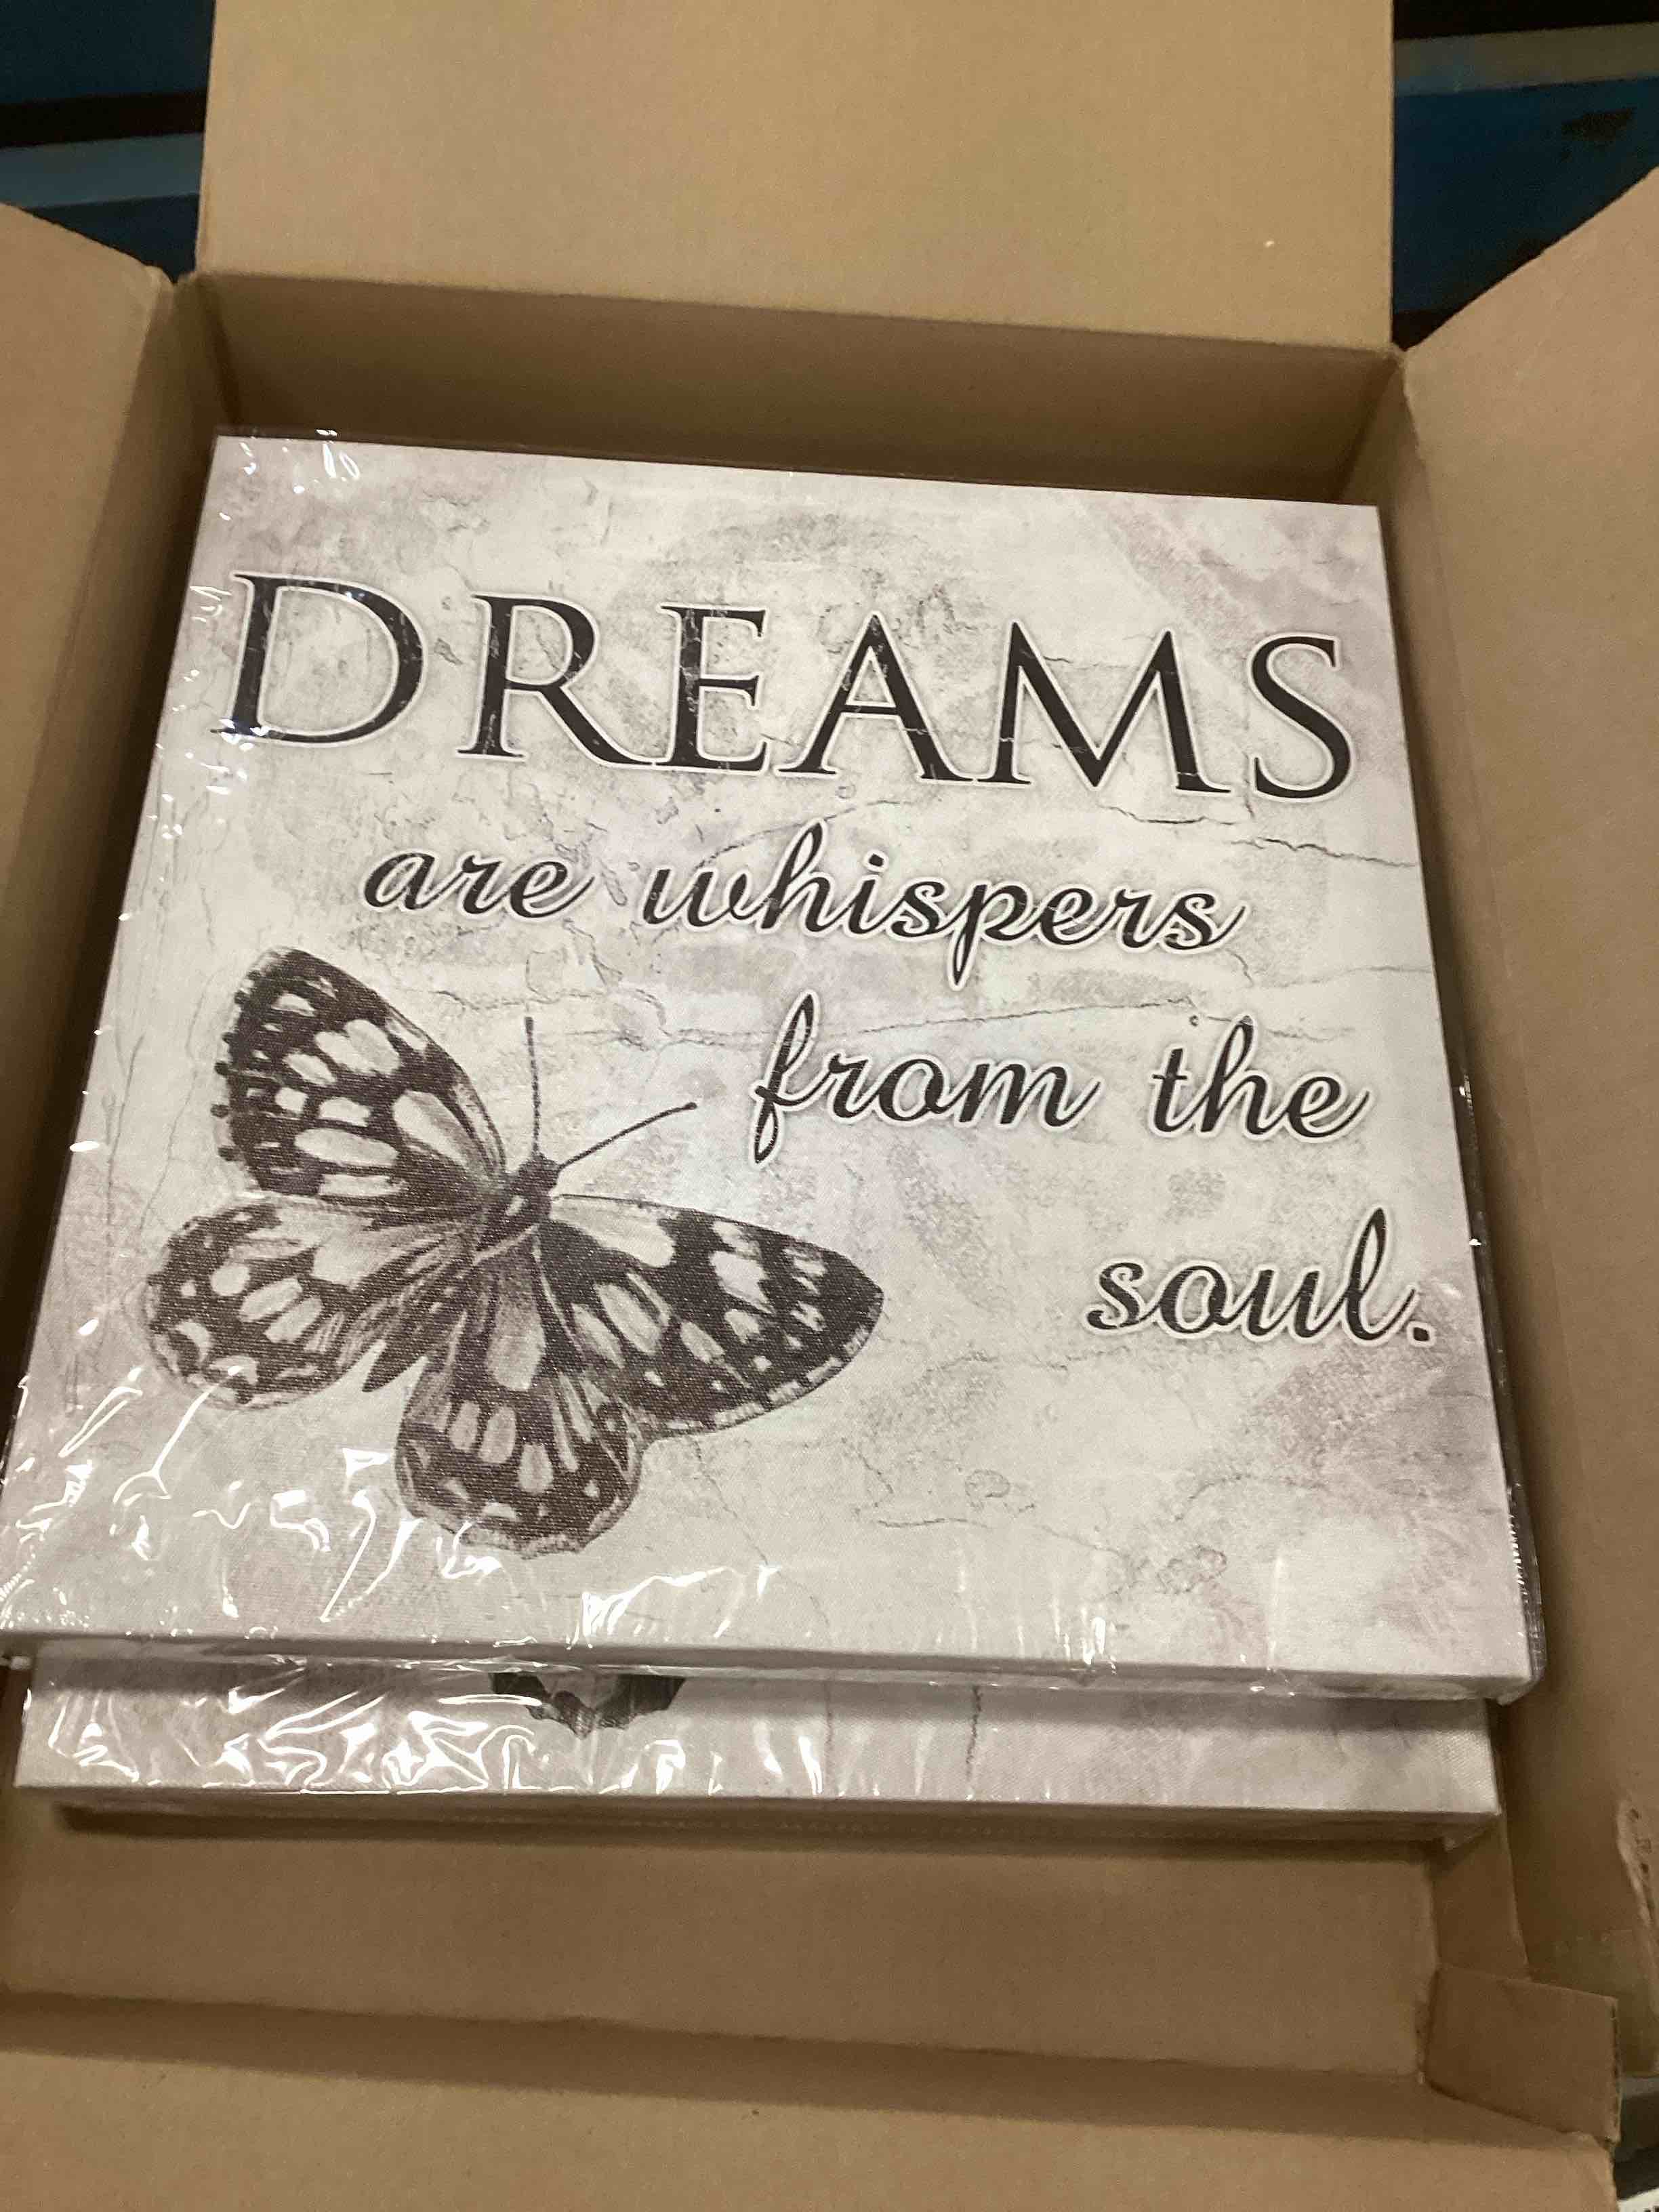 DREAMS
are whispers
from the
soul.